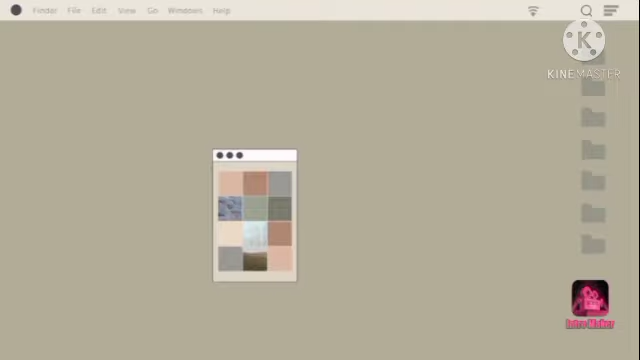 Finder File Edit View Go Windows Help
K
KINEMASTER
Intro Maker